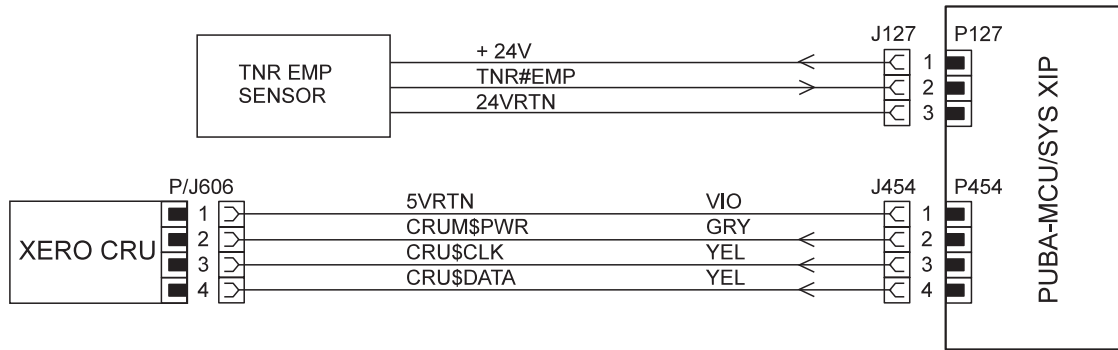 J127 P127
TNR EMP
SENSOR
+ 24V
TNR#EMP
24VRTN
1
2
3
PUBA-MCU/SYS XIP
P/J606
J454 P454
XERO CRU
1 5VRTN VIO 1
2 CRUM$PWR GRY 2
3 CRU$CLK YEL 3
4 CRU$DATA YEL 4